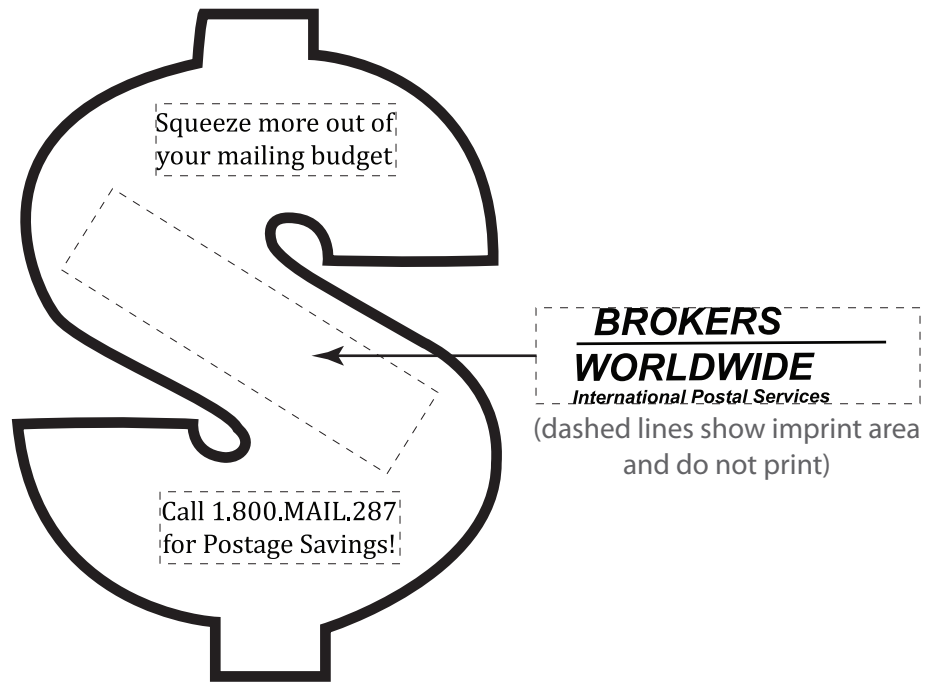 Squeeze more out of
your mailing budget
BROKERS
WORLDWIDE
International Postal Services
(dashed lines show imprint area
and do not print)
Call 1.800.MAIL.287
for Postage Savings!